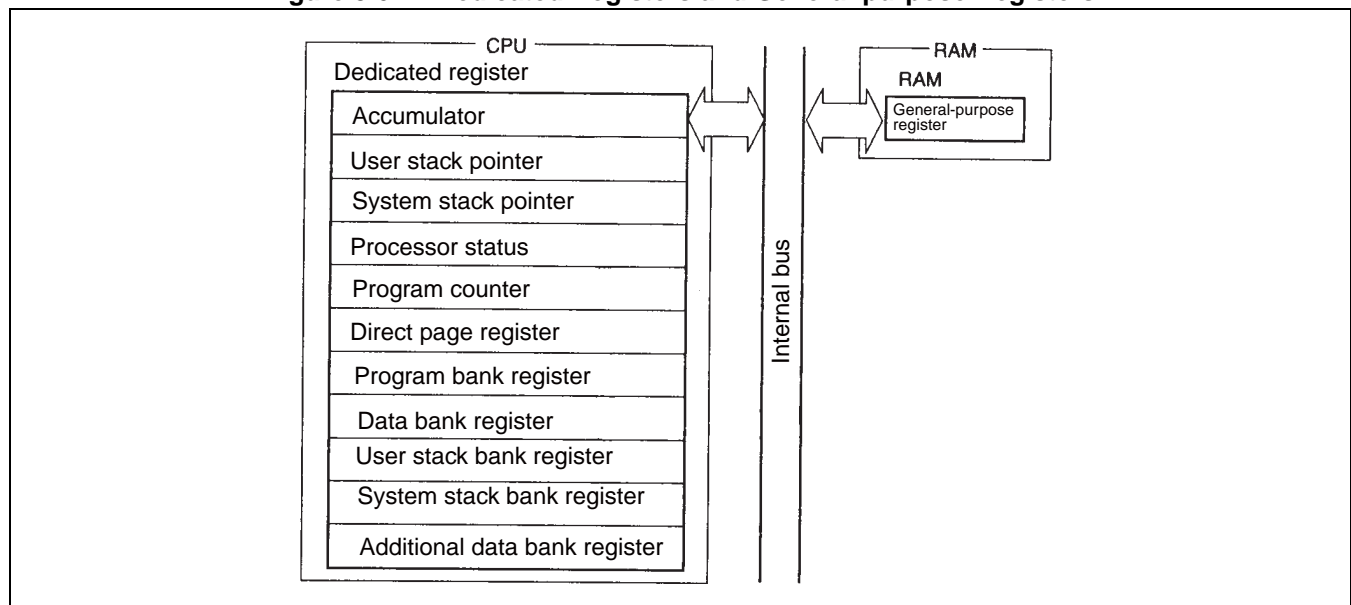 CPU
Dedicated register
Accumulator
User stack pointer
System stack pointer
Processor status
Program counter
Direct page register
Program bank register
Data bank register
User stack bank register
System stack bank register
Additional data bank register
Internal bus
RAM
RAM
General-purpose
register